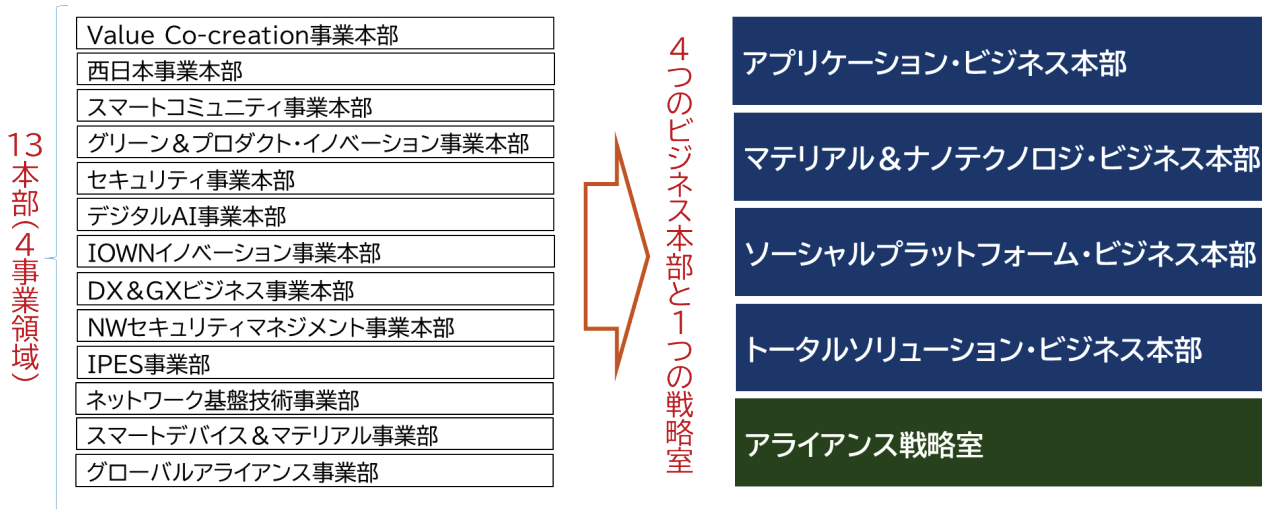 13本部(4事業領域)
Value Co-creation事業本部
西日本事業本部
スマートコミュニティ事業本部
グリーン&プロダクト・イノベーション事業本部
セキュリティ事業本部
デジタルAI事業本部
IOWNイノベーション事業本部
DX&GXビジネス事業本部
NWセキュリティマネジメント事業本部
IPES事業部
ネットワーク基盤技術事業部
スマートデバイス&マテリアル事業部
グローバルアライアンス事業部
4つのビジネス本部と1つの戦略室
アプリケーション・ビジネス本部
マテリアル&ナノテクノロジ・ビジネス本部
ソーシャルプラットフォーム・ビジネス本部
トータルソリューション・ビジネス本部
アライアンス戦略室